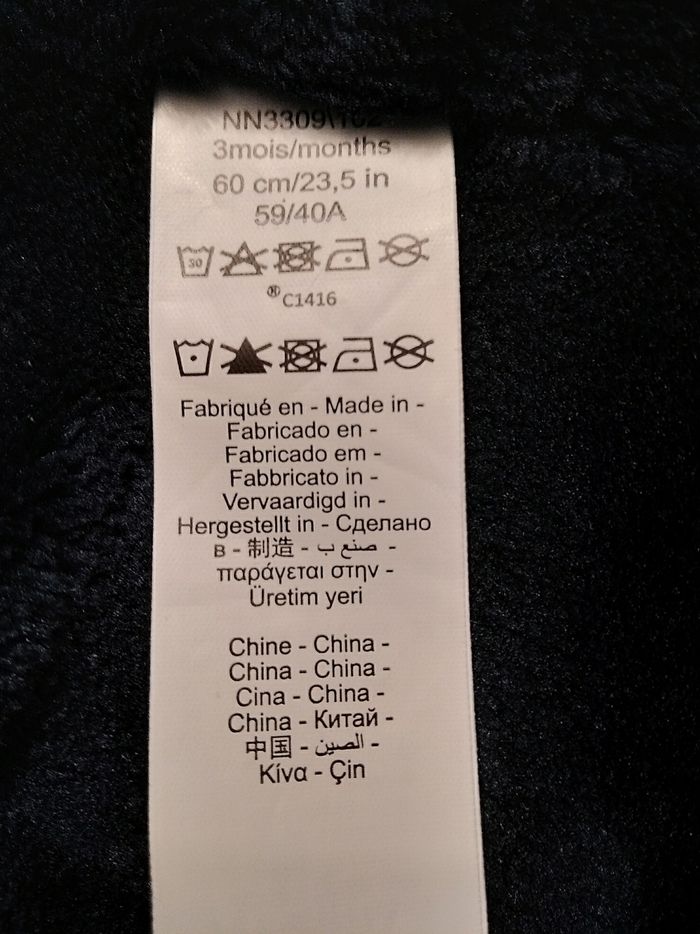 NN3309\162
3mois/months
60 cm/23,5 in
59/40A
30
®C1416
Fabriqué en - Made in -
Fabricado en -
Fabricado em -
Fabbricato in -
Vervaardigd in -
Hergestellt in - Сделано
в - 制造 - صنع ب -
παράγεται στην -
Üretim yeri
Chine - China -
China - China -
Cina - China -
China - Китай -
中国 - الصين -
Κίνα - Çin